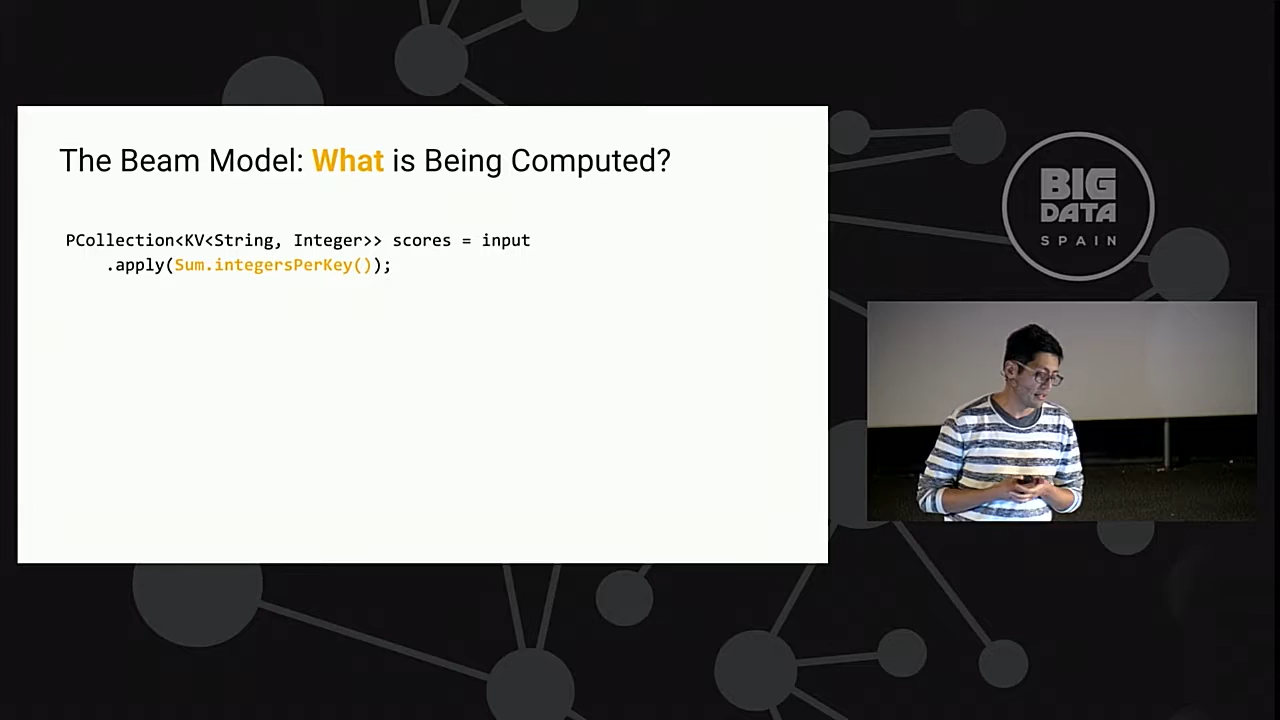 The Beam Model: What is Being Computed?
PCollection<KV<String, Integer>> scores = input
    .apply(Sum.integersPerKey());
BIG
DATA
SPAIN